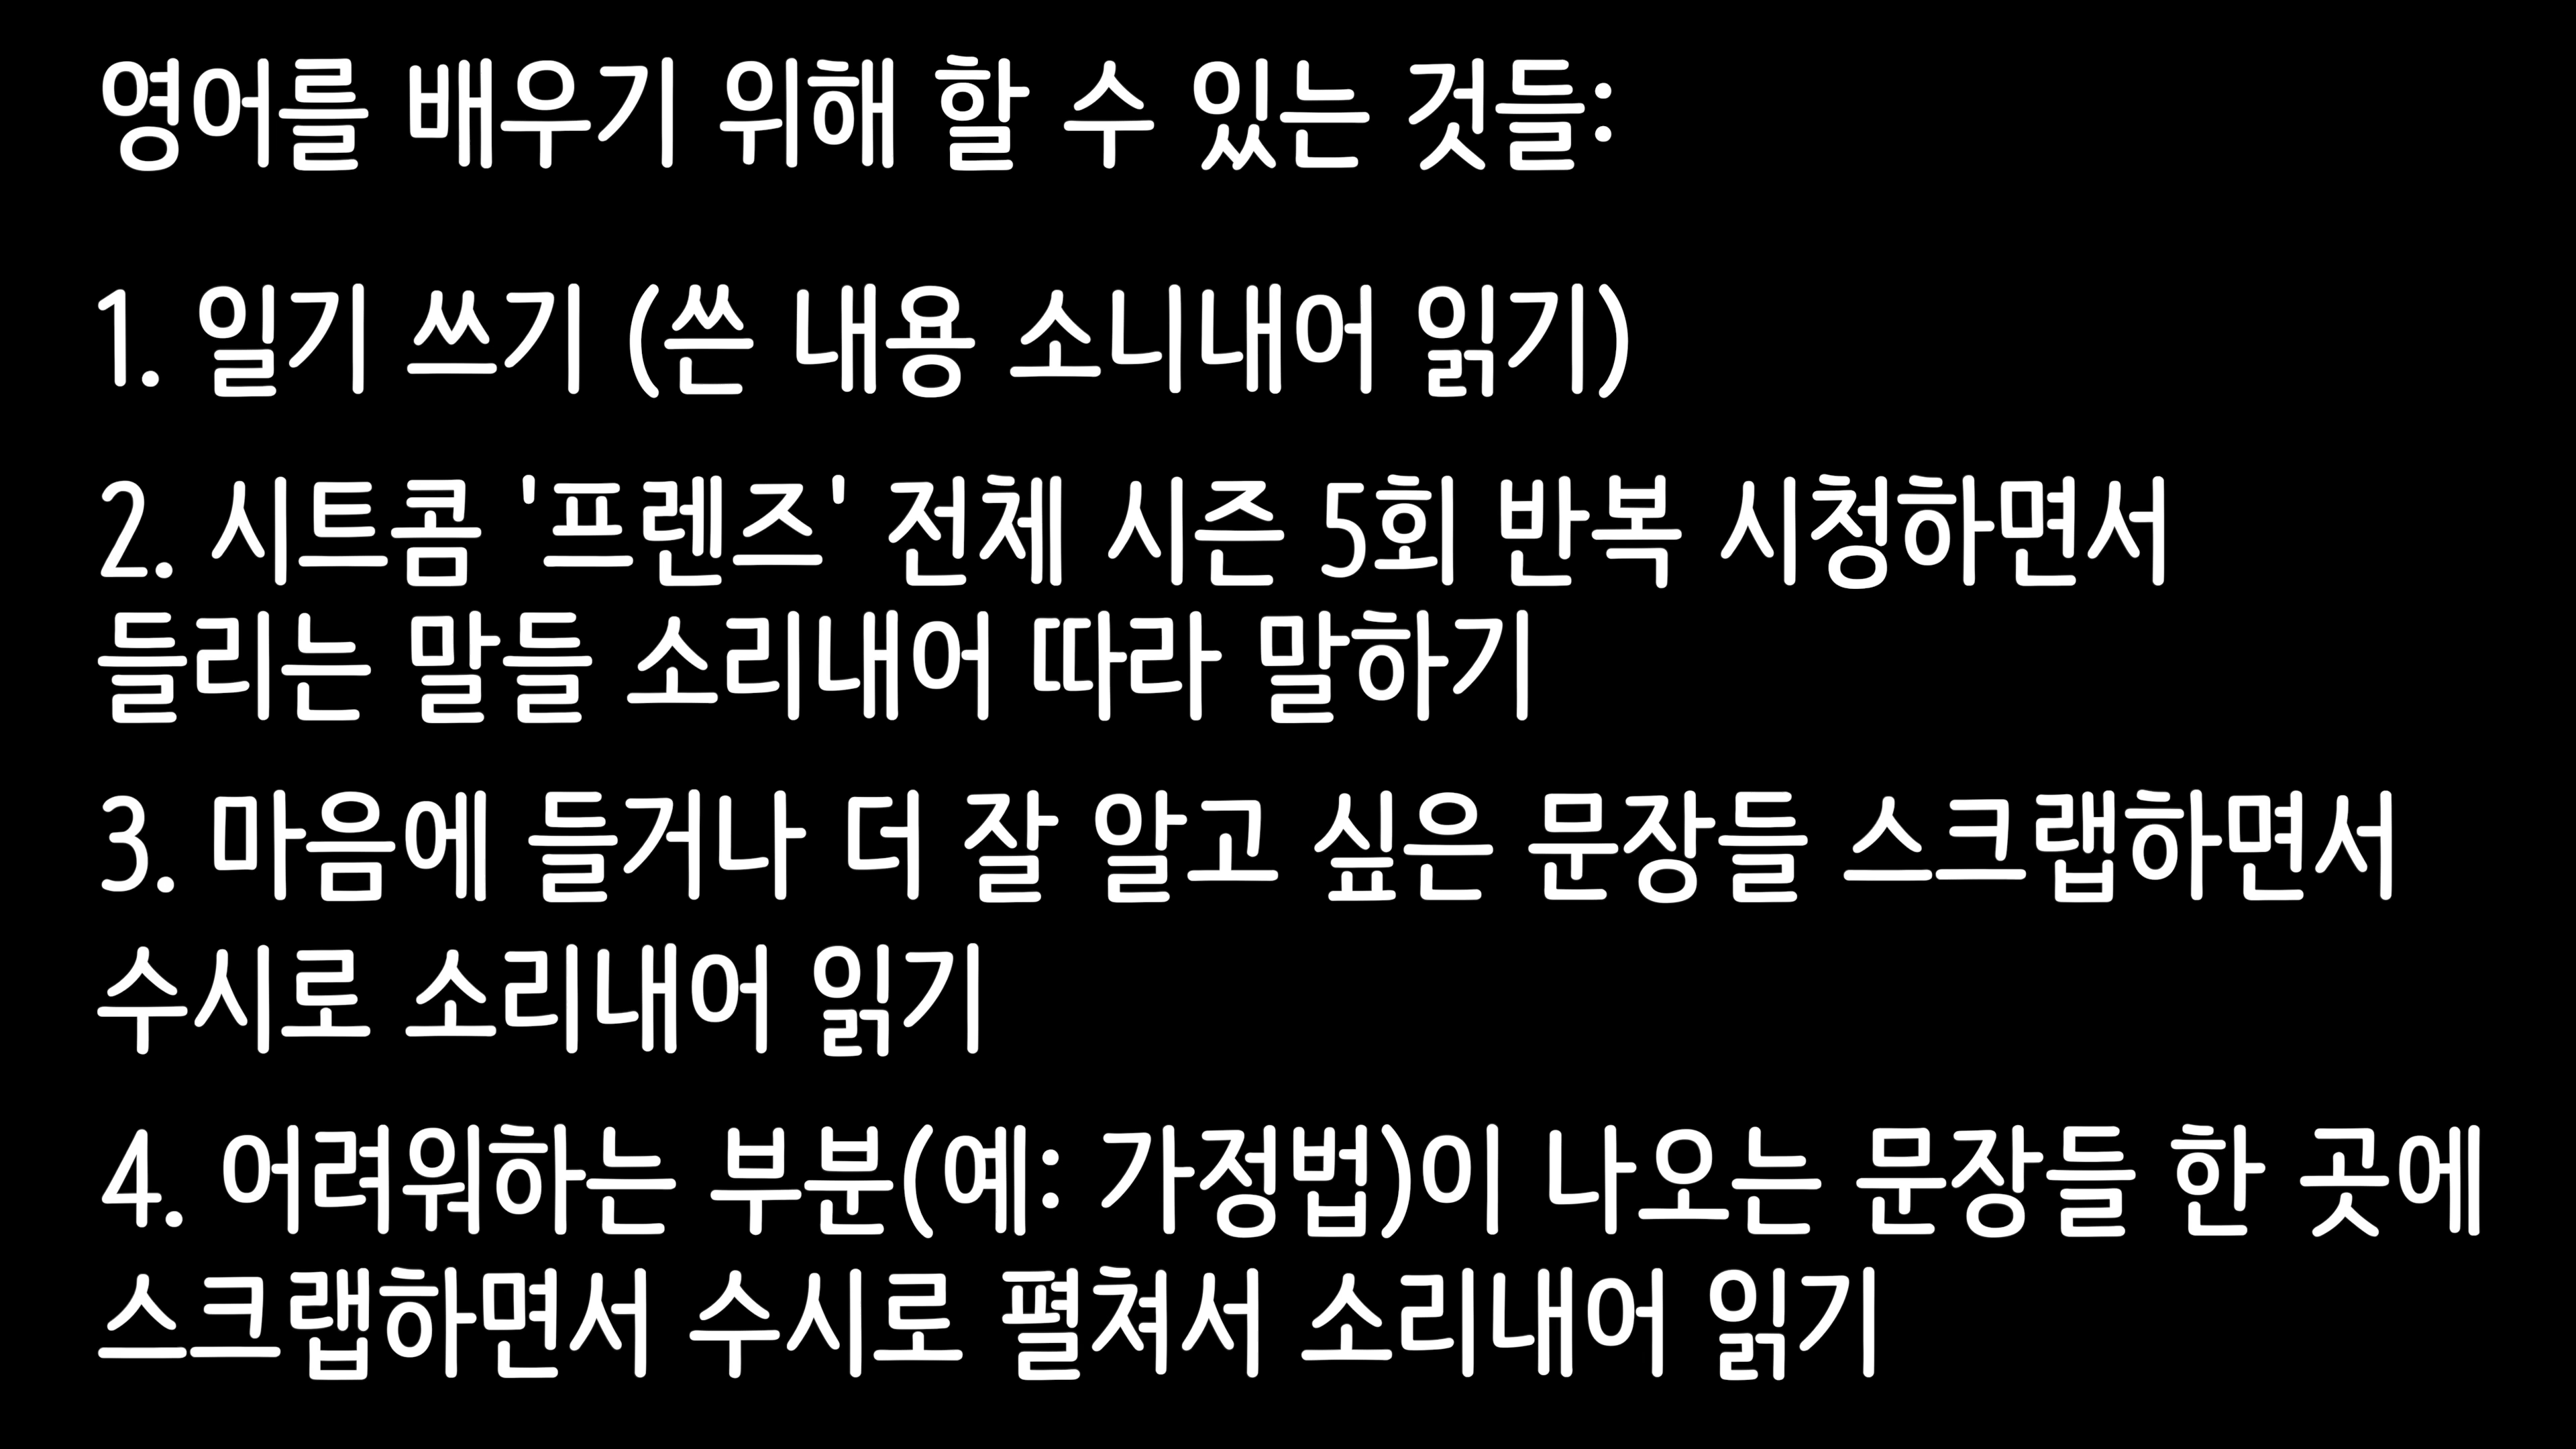 영어를 배우기 위해 할 수 있는 것들:
1. 일기 쓰기 (쓴 내용 소니내어 읽기)
2. 시트콤 '프렌즈' 전체 시즌 5회 반복 시청하면서
들리는 말들 소리내어 따라 말하기
3. 마음에 들거나 더 잘 알고 싶은 문장들 스크랩하면서
수시로 소리내어 읽기
4. 어려워하는 부분(예: 가정법)이 나오는 문장들 한 곳에
스크랩하면서 수시로 펼쳐서 소리내어 읽기